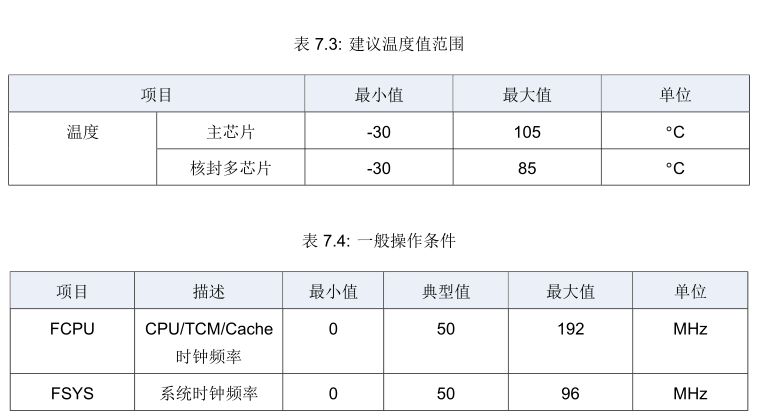 表 7.3: 建议温度值范围
项目 最小值 最大值 单位
温度 主芯片 -30 105 °C
核封多芯片 -30 85 °C
表 7.4: 一般操作条件
项目 描述 最小值 典型值 最大值 单位
FCPU CPU/TCM/Cache 0 50 192 MHz
时钟频率
FSYS 系统时钟频率 0 50 96 MHz